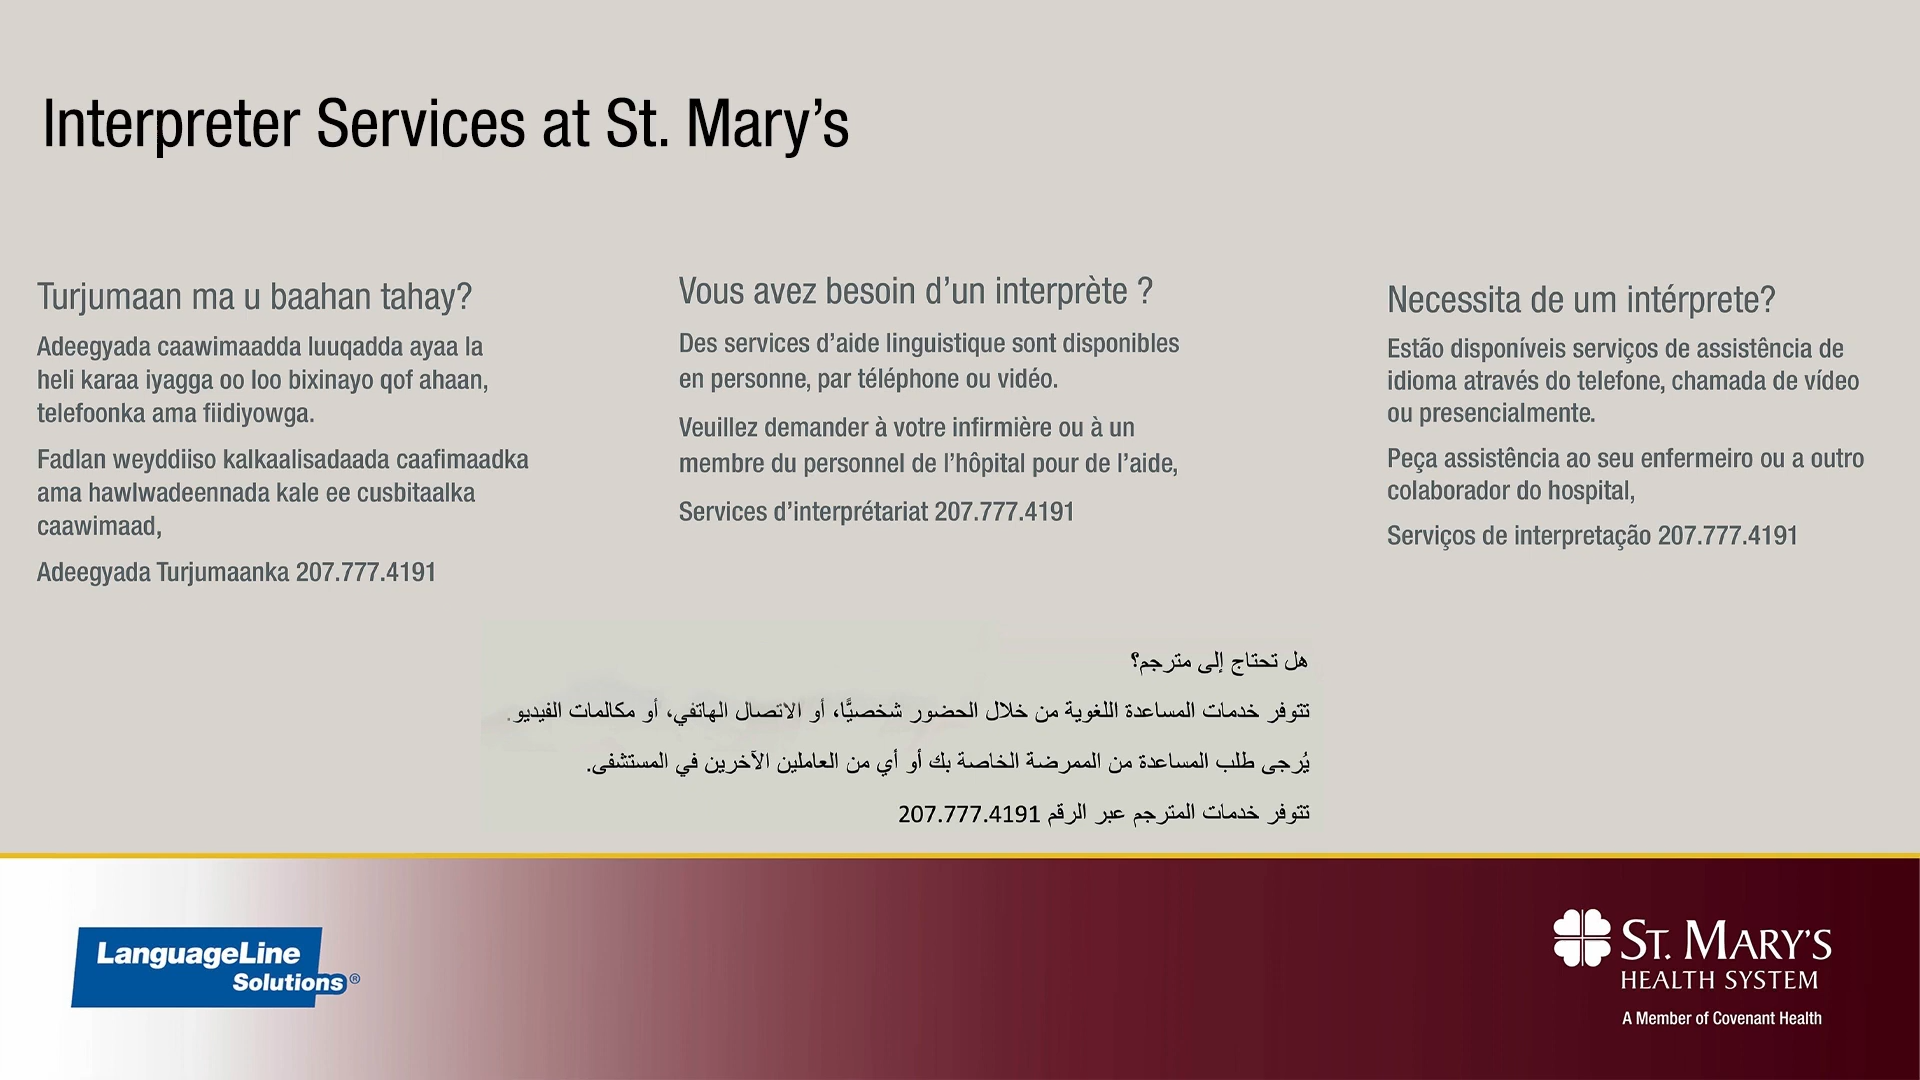 Interpreter Services at St. Mary’s
Turjumaan ma u baahan tahay?
Adeegyada caawimaadda luuqadda ayaa la
heli karaa iyagga oo loo bixinayo qof ahaan,
telefoonka ama fiidiyowga.
Fadlan weyddiiso kalkaalisadaada caafimaadka
ama hawlwadeennada kale ee cusbitaalka
caawimaad,
Adeegyada Turjumaanka 207.777.4191
Vous avez besoin d’un interprète ?
Des services d’aide linguistique sont disponibles
en personne, par téléphone ou vidéo.
Veuillez demander à votre infirmière ou à un
membre du personnel de l’hôpital pour de l’aide,
Services d’interprétariat 207.777.4191
Necessita de um intérprete?
Estão disponíveis serviços de assistência de
idioma através do telefone, chamada de vídeo
ou presencialmente.
Peça assistência ao seu enfermeiro ou a outro
colaborador do hospital,
Serviços de interpretação 207.777.4191
هل تحتاج إلى مترجم؟
تتوفر خدمات المساعدة اللغوية من خلال الحضور شخصيًّا، أو الاتصال الهاتفي، أو مكالمات الفيديو.
يُرجى طلب المساعدة من الممرضة الخاصة بك أو أي من العاملين الآخرين في المستشفى.
تتوفر خدمات المترجم عبر الرقم 207.777.4191
LanguageLine
Solutions®
ST. MARY’S
HEALTH SYSTEM
A Member of Covenant Health